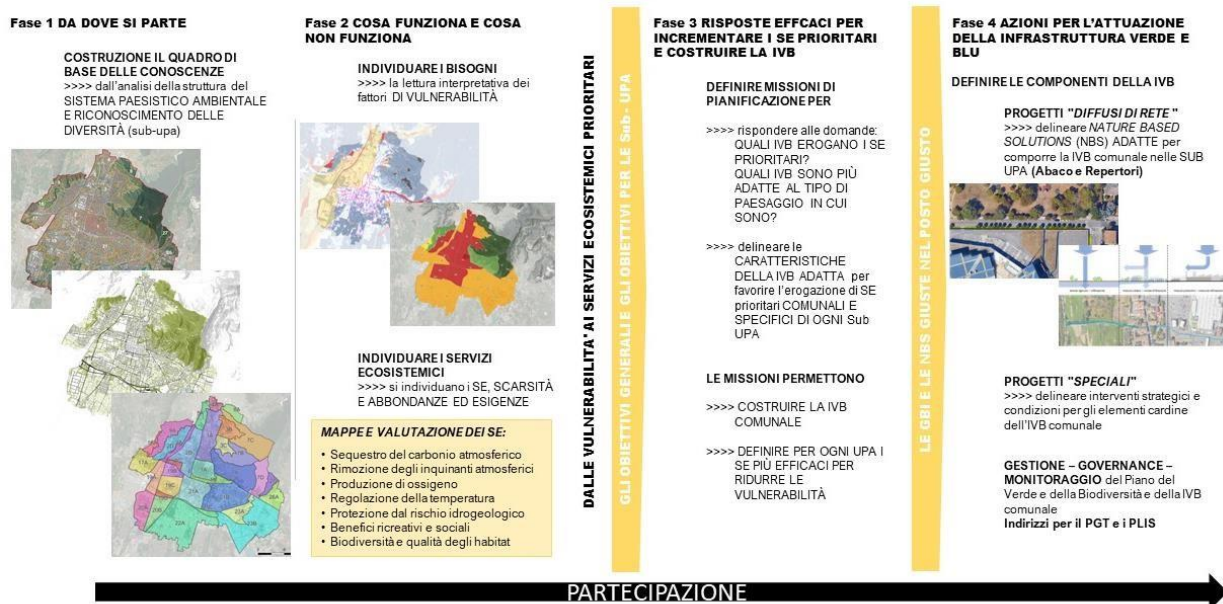 Fase 1 DA DOVE SI PARTE
COSTRUZIONE IL QUADRO DI
BASE DELLE CONOSCENZE
>>>> dall'analisi della struttura del
SISTEMA PAESISTICO AMBIENTALE
E RICONOSCIMENTO DELLE
DIVERSITÀ (sub-upa)
Fase 2 COSA FUNZIONA E COSA
NON FUNZIONA
INDIVIDUARE I BISOGNI
>>>> la lettura interpretativa dei
fattori DI VULNERABILITÀ
INDIVIDUARE I SERVIZI
ECOSISTEMICI
>>>> si individuano i SE, SCARSITÀ
E ABBONDANZE ED ESIGENZE
MAPPE E VALUTAZIONE DEI SE:
• Sequestro del carbonio atmosferico
• Rimozione degli inquinanti atmosferici
• Produzione di ossigeno
• Regolazione della temperatura
• Protezione dal rischio idrogeologico
• Benefici ricreativi e sociali
• Biodiversità e qualità degli habitat
DALLE VULNERABILITA' AI SERVIZI ECOSISTEMICI PRIORITARI
GLI OBIETTIVI GENERALI E GLI OBIETTIVI PER LE Sub - UPA
Fase 3 RISPOSTE EFFCACI PER
INCREMENTARE I SE PRIORITARI
E COSTRUIRE LA IVB
DEFINIRE MISSIONI DI
PIANIFICAZIONE PER
>>>> rispondere alle domande:
QUALI IVB EROGANO I SE
PRIORITARI?
QUALI IVB SONO PIÙ
ADATTE AL TIPO DI
PAESAGGIO IN CUI
SONO?
>>>> delineare le
CARATTERISTICHE
DELLA IVB ADATTA per
favorire l'erogazione di SE
prioritari COMUNALI E
SPECIFICI DI OGNI Sub
UPA
LE MISSIONI PERMETTONO
>>>> COSTRUIRE LA IVB
COMUNALE
>>>> DEFINIRE PER OGNI UPA I
SE PIÙ EFFICACI PER
RIDURRE LE
VULNERABILITÀ
LE GBI E LE NBS GIUSTE NEL POSTO GIUSTO
Fase 4 AZIONI PER L'ATTUAZIONE
DELLA INFRASTRUTTURA VERDE E
BLU
DEFINIRE LE COMPONENTI DELLA IVB
PROGETTI "DIFFUSI DI RETE"
>>>> delineare NATURE BASED
SOLUTIONS (NBS) ADATTE per
comporre la IVB comunale nelle SUB
UPA (Abaco e Repertori)
PROGETTI "SPECIALI"
>>>> delineare interventi strategici e
condizioni per gli elementi cardine
dell'IVB comunale
GESTIONE – GOVERNANCE –
MONITORAGGIO del Piano del
Verde e della Biodiversità e della IVB
comunale
Indirizzi per il PGT e i PLIS
PARTECIPAZIONE